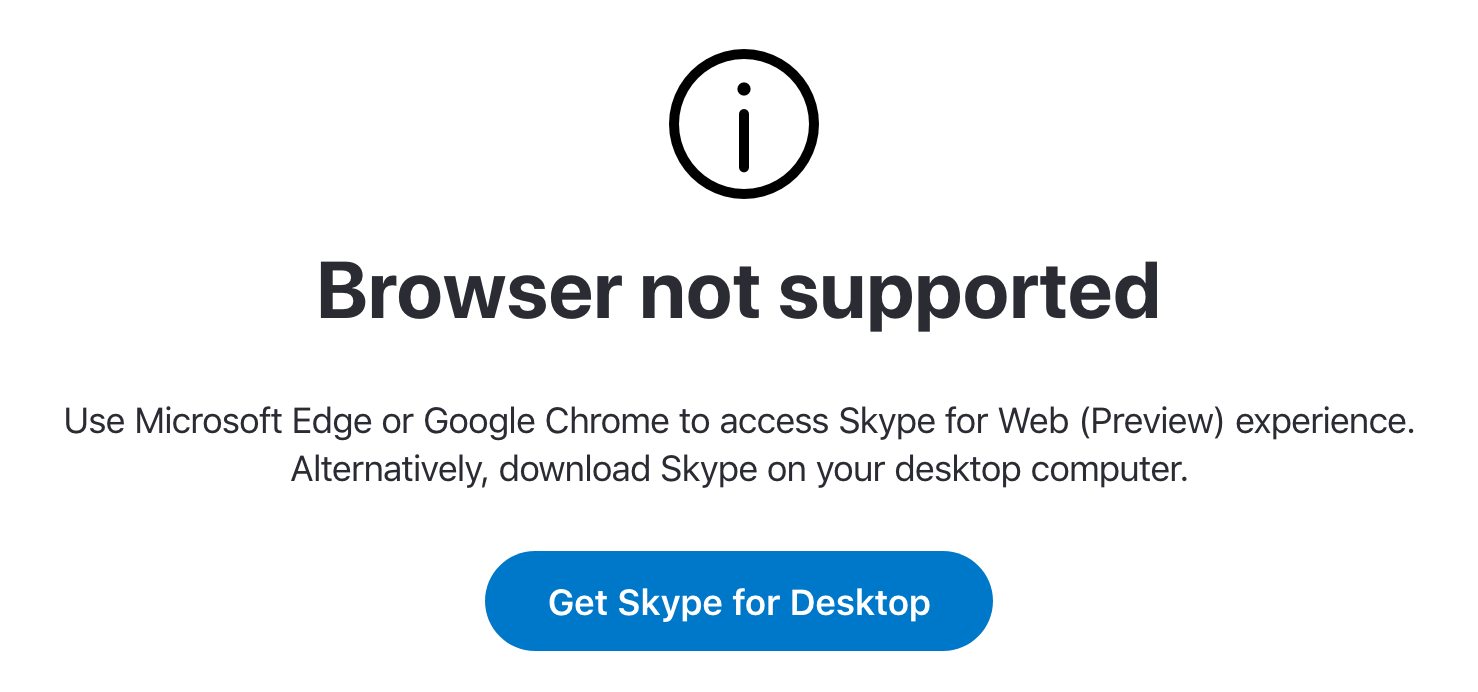 Browser not supported
Use Microsoft Edge or Google Chrome to access Skype for Web (Preview) experience.
Alternatively, download Skype on your desktop computer.
Get Skype for Desktop